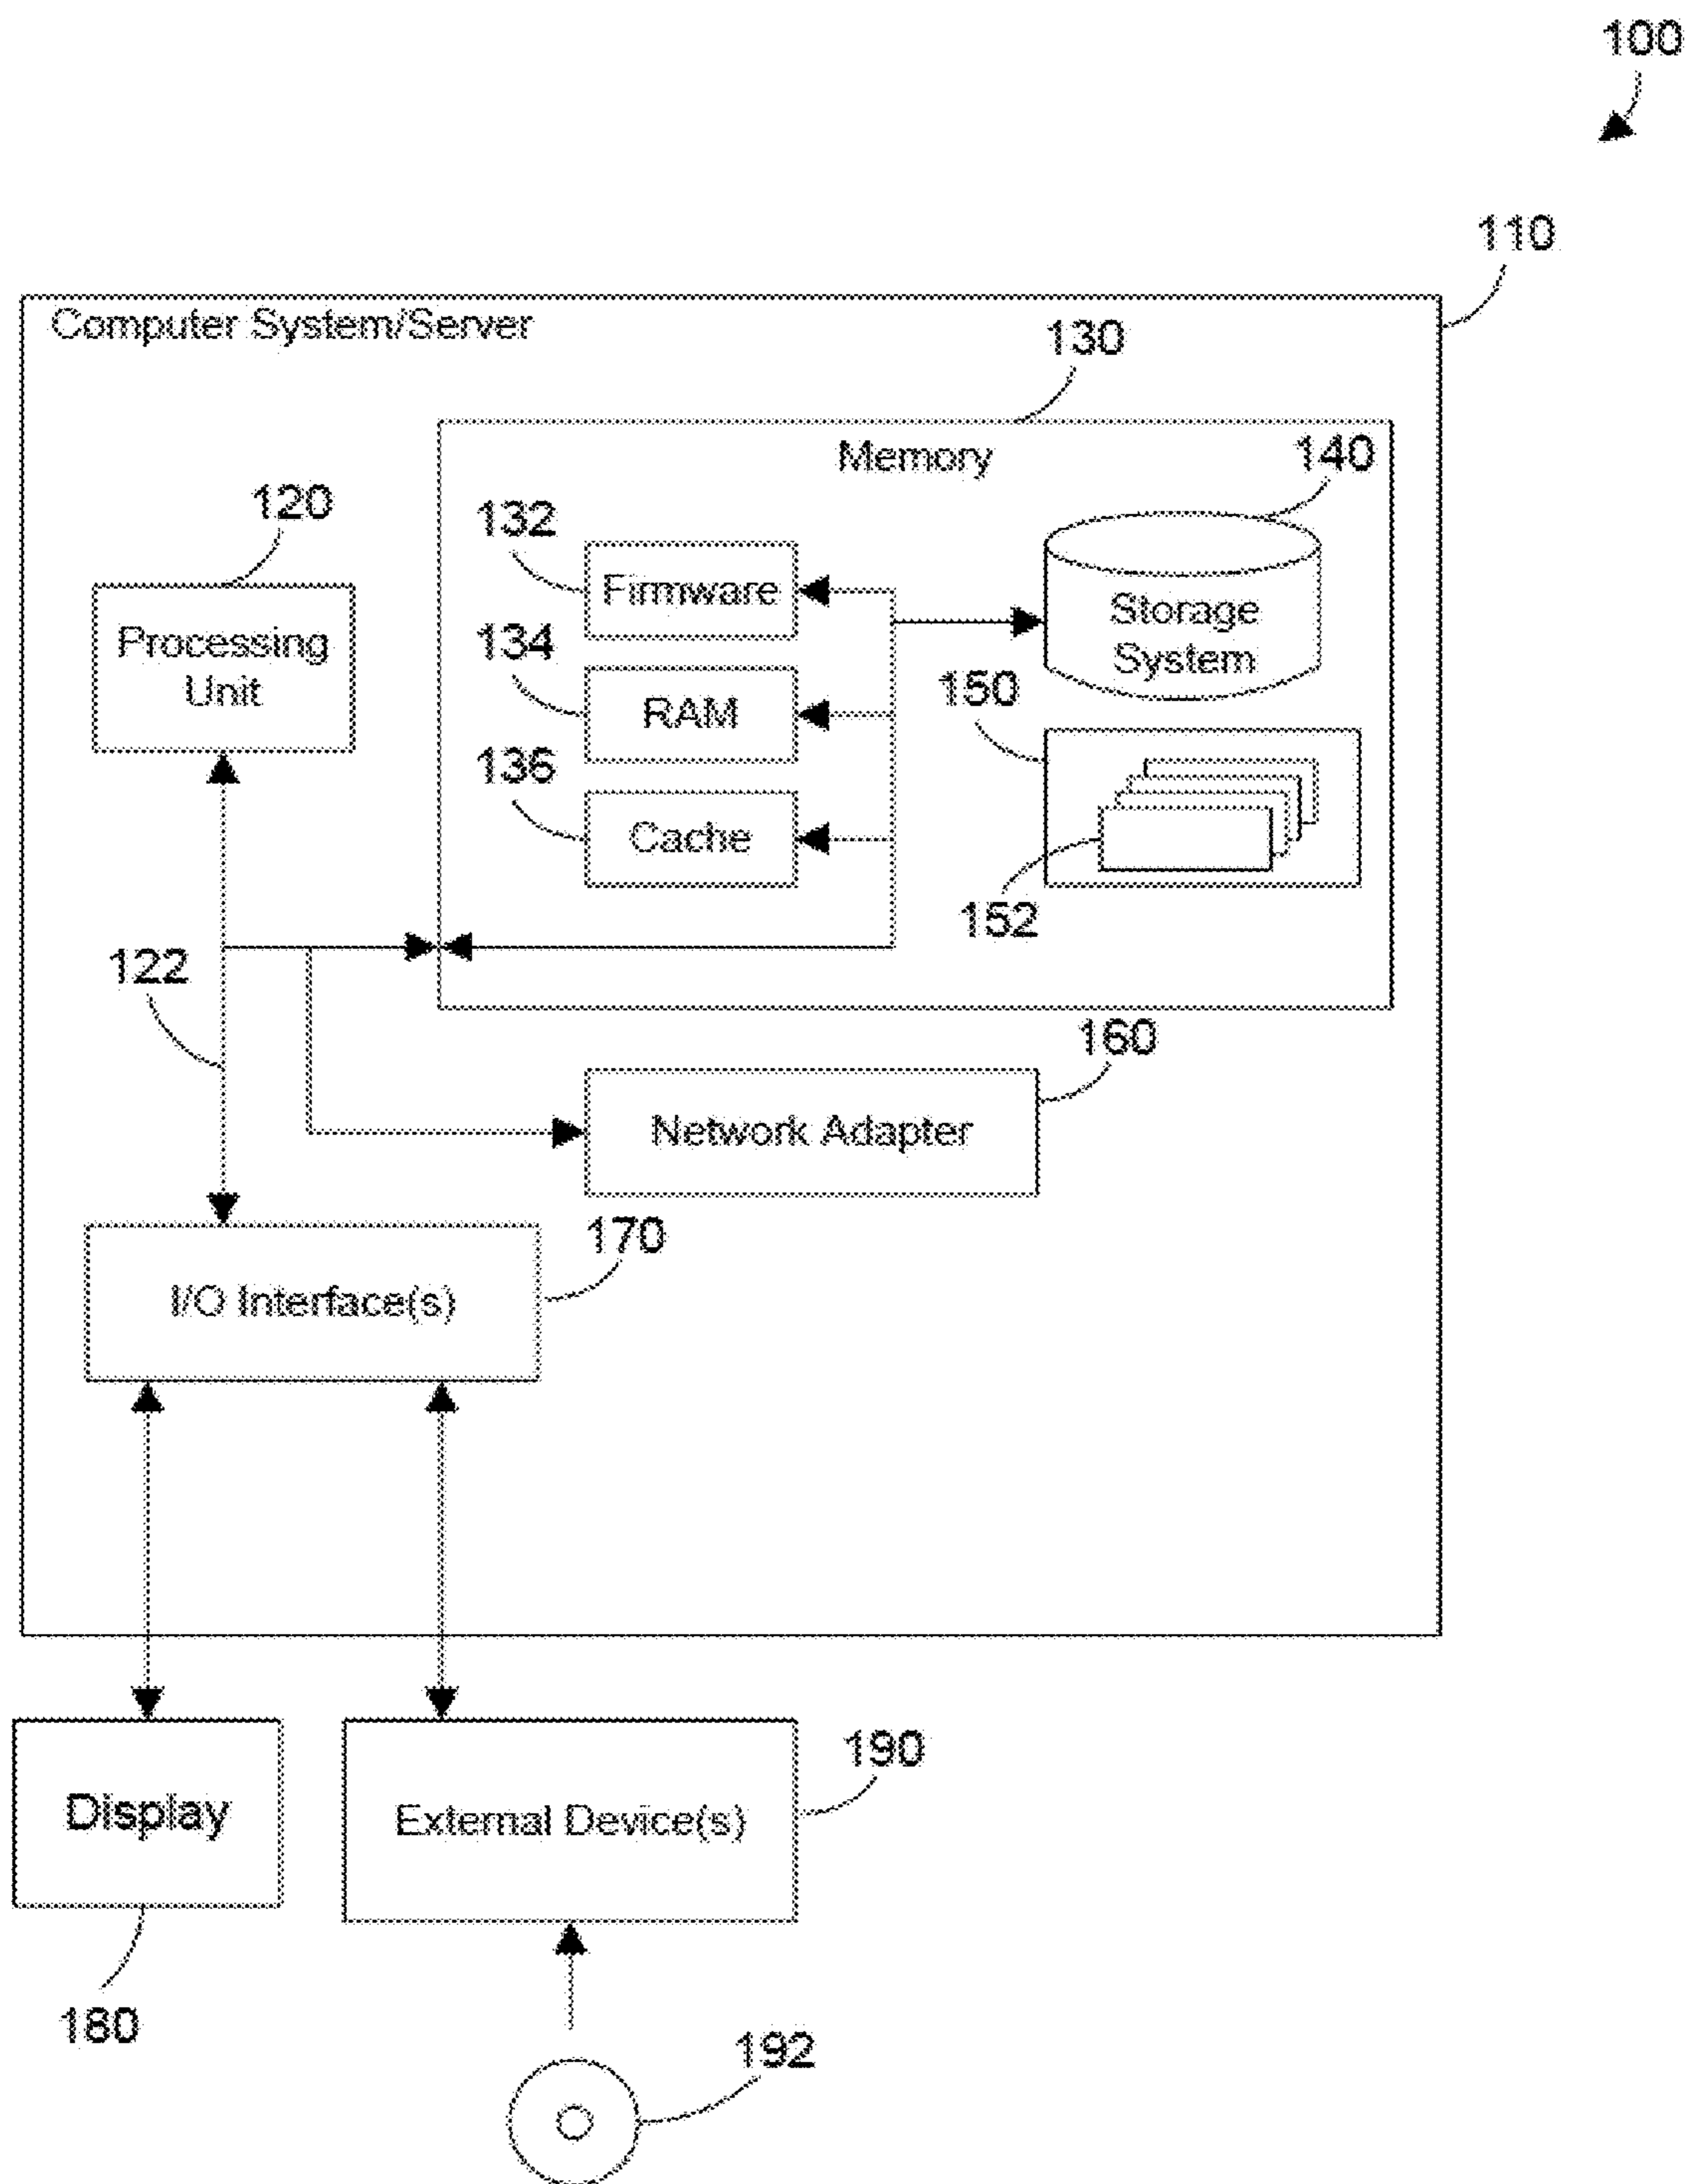 100
110
Computer System/Server
130
Memory
140
120
132
Firmware
Storage
System
Processing
Unit
134
RAM
150
136
Cache
152
122
160
Network Adapter
170
I/O Interface(s)
190
Display
External Device(s)
180
192